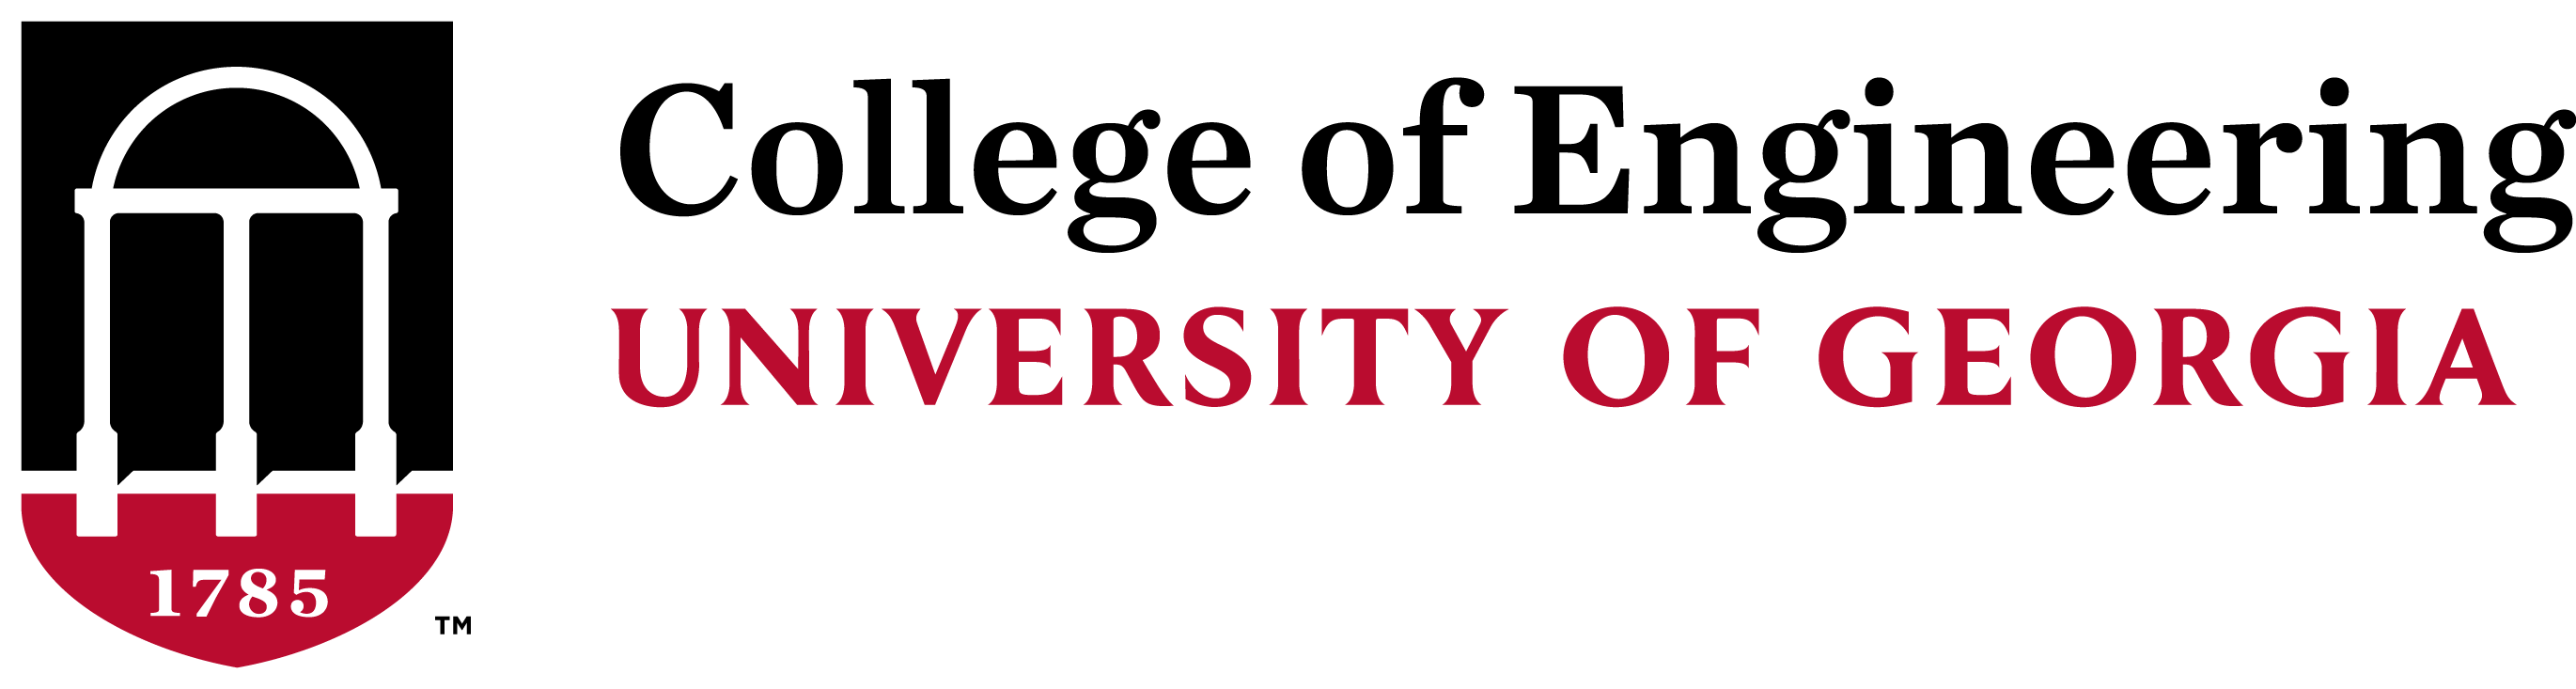 College of Engineering
UNIVERSITY OF GEORGIA
1785
TM